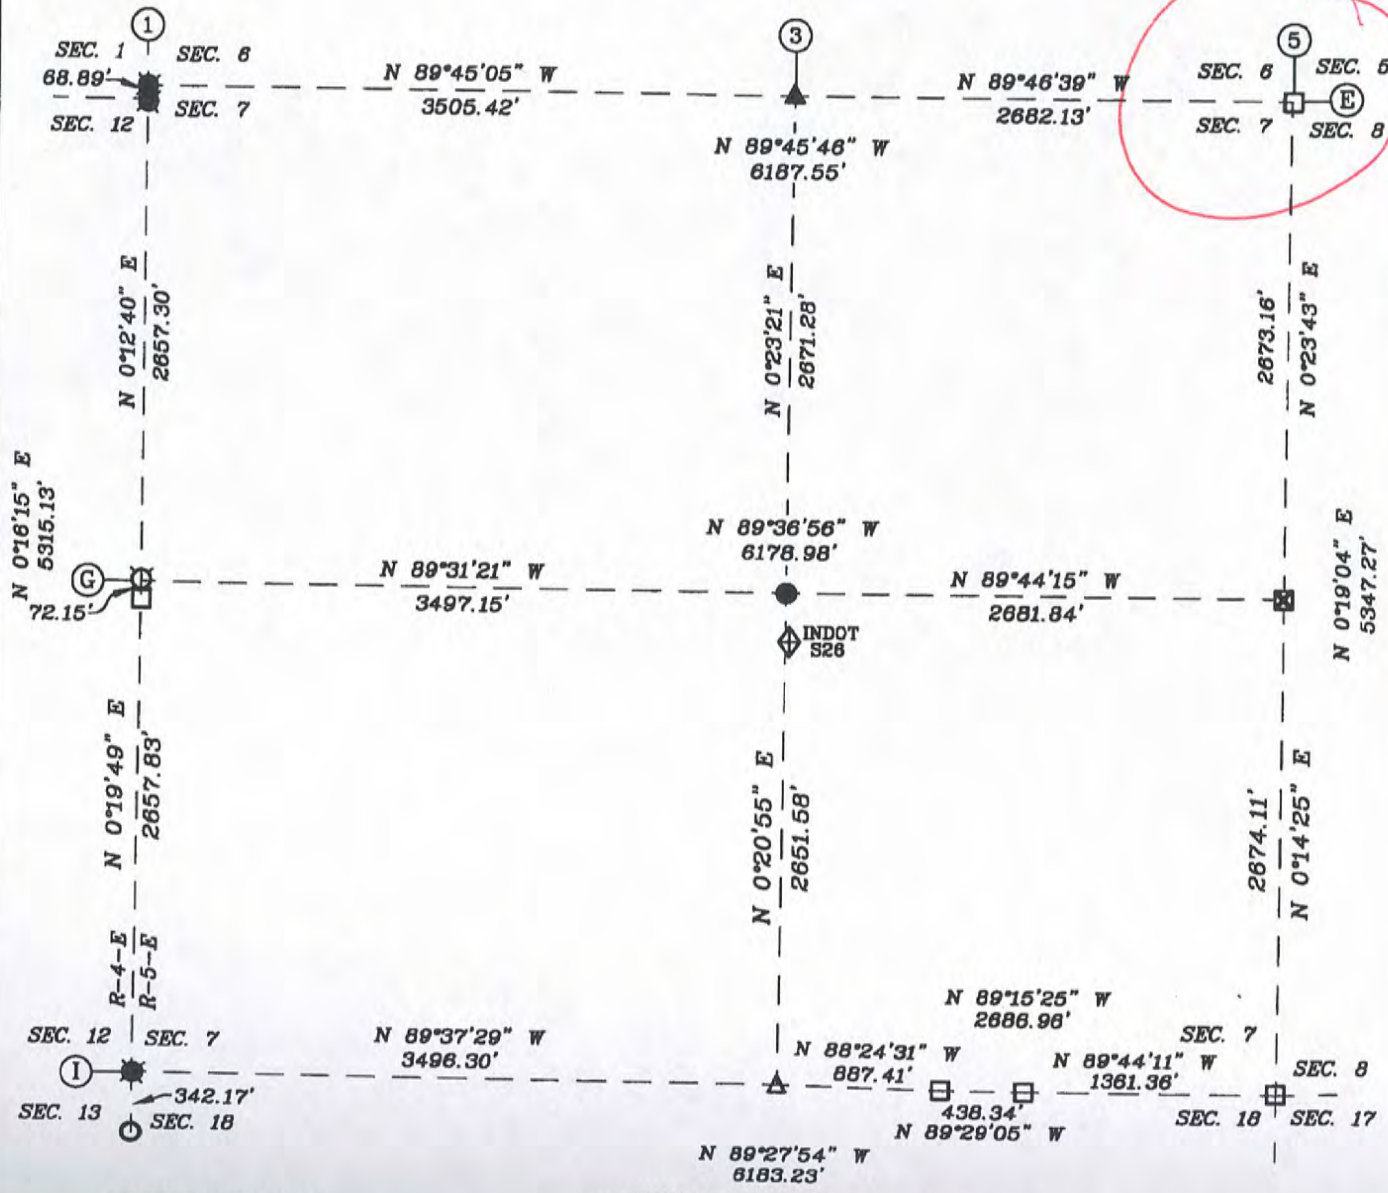 1
3
5
SEC. 1
SEC. 6
68.89'
SEC. 12
SEC. 7
N 89°45'05" W
3505.42'
N 89°46'39" W
2682.13'
SEC. 6
SEC. 5
E
SEC. 7
SEC. 8
N 89°45'46" W
6187.55'
N 0°12'40" E
2657.30'
N 0°23'21" E
2671.28'
2673.16'
N 0°23'43" E
N 0°16'15" E
5315.13'
G
72.15'
N 89°31'21" W
3497.15'
N 89°36'56" W
6178.98'
N 89°44'15" W
2681.84'
N 0°19'04" E
5347.27'
INDOT
S26
N 0°19'49" E
2657.83'
N 0°20'55" E
2651.58'
2674.11'
N 0°14'25" E
R-4-E
R-5-E
SEC. 12
SEC. 7
I
N 89°37'29" W
3496.30'
342.17'
SEC. 13
SEC. 18
N 89°15'25" W
2686.96'
N 88°24'31" W
887.41'
438.34'
N 89°29'05" W
N 89°44'11" W
1361.36'
SEC. 7
SEC. 8
SEC. 18
SEC. 17
N 89°27'54" W
6183.23'